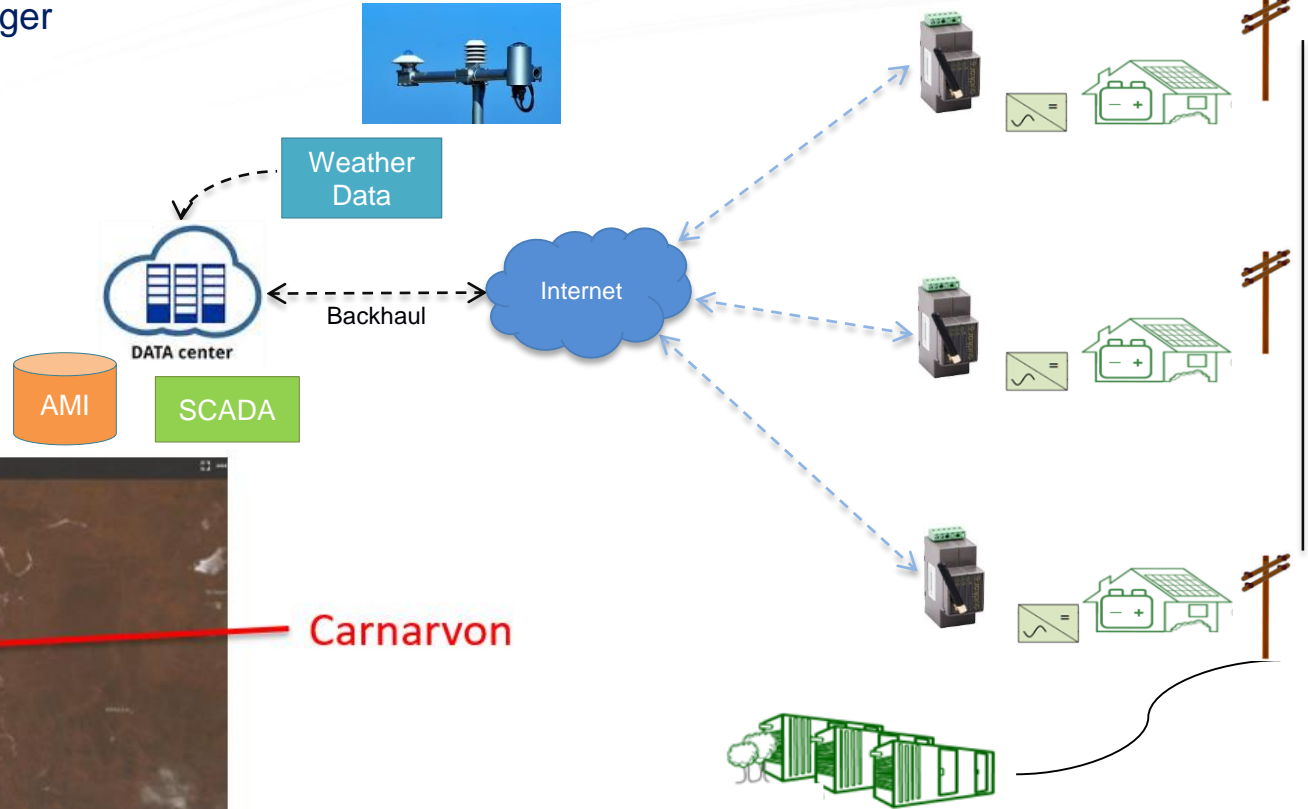 ger
Weather
Data
Internet
Backhaul
DATA center
AMI
SCADA
Carnarvon